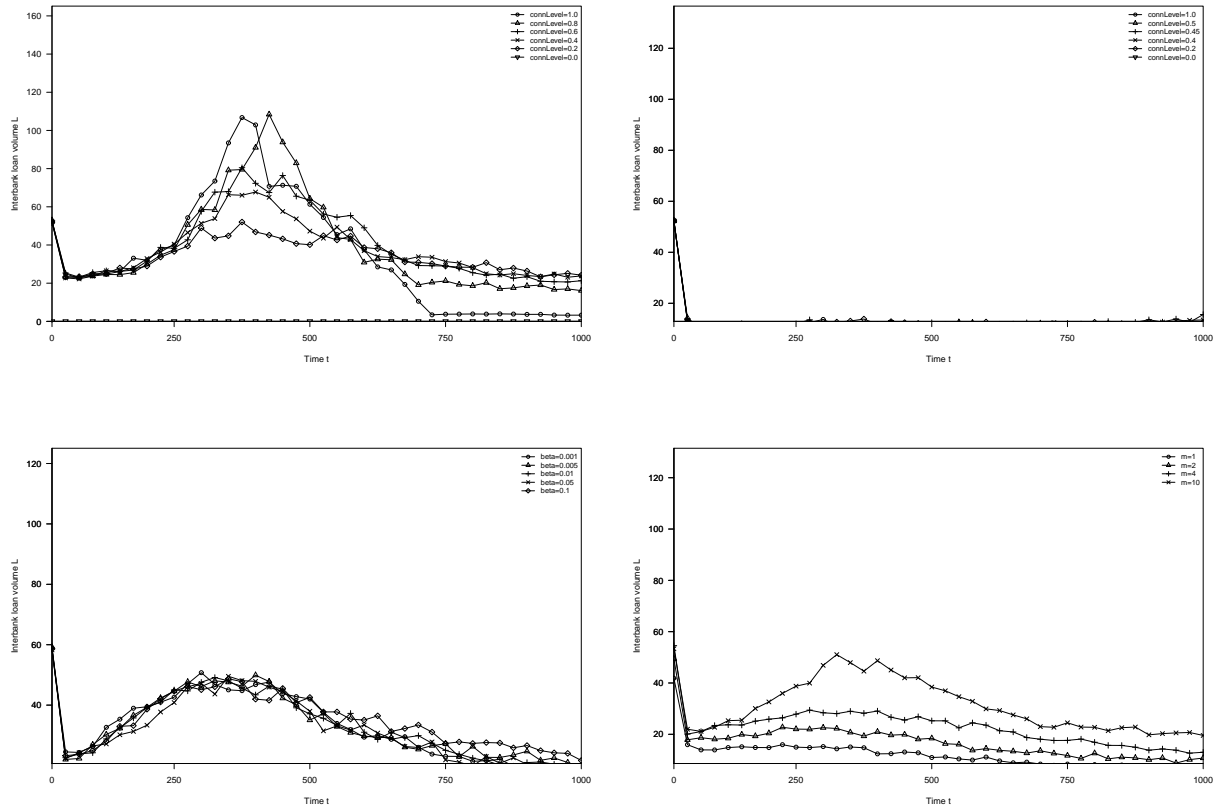 160
140
120
100
80
60
40
20
0
Interbank loan volume L
0
250
500
750
1000
Time t
connLevel=1.0
connLevel=0.8
connLevel=0.6
connLevel=0.4
connLevel=0.2
connLevel=0.0
120
100
80
60
40
20
Interbank loan volume L
0
250
500
750
1000
Time t
connLevel=1.0
connLevel=0.5
connLevel=0.45
connLevel=0.4
connLevel=0.2
connLevel=0.0
120
100
80
60
40
Interbank loan volume L
0
250
500
750
1000
Time t
beta=0.001
beta=0.005
beta=0.01
beta=0.05
beta=0.1
120
100
80
60
40
20
Interbank loan volume L
0
250
500
750
1000
Time t
m=1
m=2
m=4
m=10